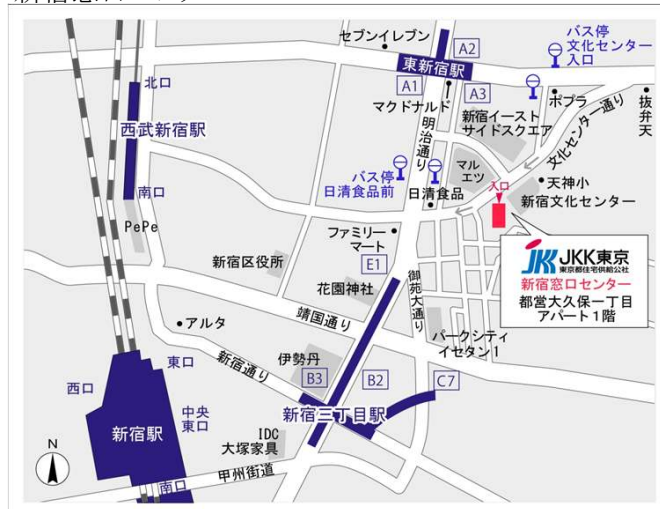 セブンイレブン
A2
バス停
文化センター
入口
東新宿駅
A1
A3
マクドナルド
ポプラ
抜弁天
北口
西武新宿駅
明治通り
新宿イースト
サイドスクエア
文化センター通り
バス停
日清食品前
マル
エツ
天神小
入口
南口
日清食品
新宿文化センター
PePe
ファミリー
マート
JKK東京
東京都住宅供給公社
新宿窓口センター
都営大久保一丁目
アパート1階
新宿区役所
E1
御苑大通り
花園神社
靖国通り
アルタ
パークシティ
イセタン1
新宿通り
伊勢丹
東口
西口
B3
B2
C7
中央
東口
新宿三丁目駅
新宿駅
IDC
大塚家具
N
甲州街道
南口